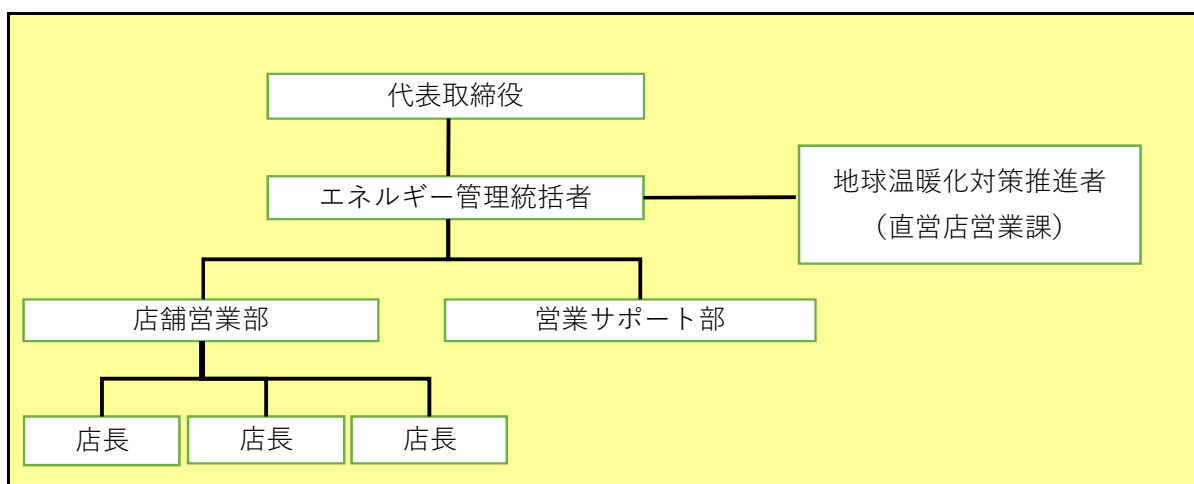 代表取締役
エネルギー管理統括者
地球温暖化対策推進者
（直営店営業課）
店舗営業部
営業サポート部
店長
店長
店長